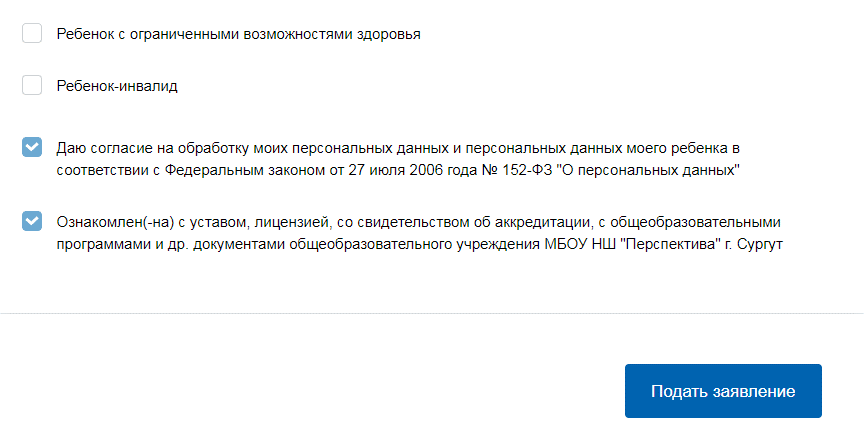 Ребенок с ограниченными возможностями здоровья
Ребенок-инвалид
Даю согласие на обработку моих персональных данных и персональных данных моего ребенка в
соответствии с Федеральным законом от 27 июля 2006 года № 152-ФЗ "О персональных данных"
Ознакомлен(-на) с уставом, лицензией, со свидетельством об аккредитации, с общеобразовательными
программами и др. документами общеобразовательного учреждения МБОУ НШ "Перспектива" г. Сургут
Подать заявление